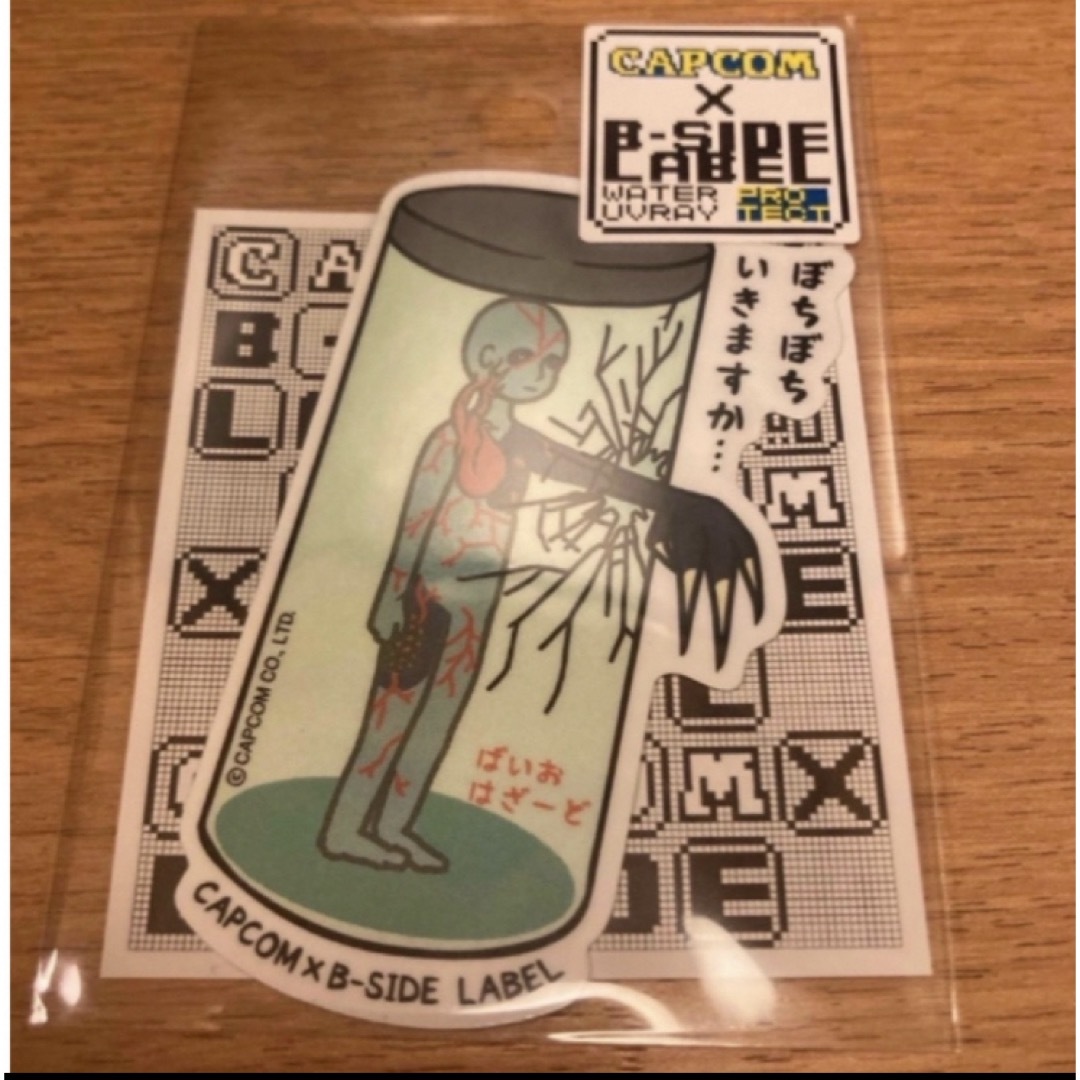 CAPCOM
X
B-SIDE
LABEL
WATER PRO
UVRAY TECT
ぼちぼち
いきますか…
©CAPCOM CO., LTD.
ばいお
はざーど
CAPCOM X B-SIDE LABEL
C A
B -
L
M
X E
L
M X
D E